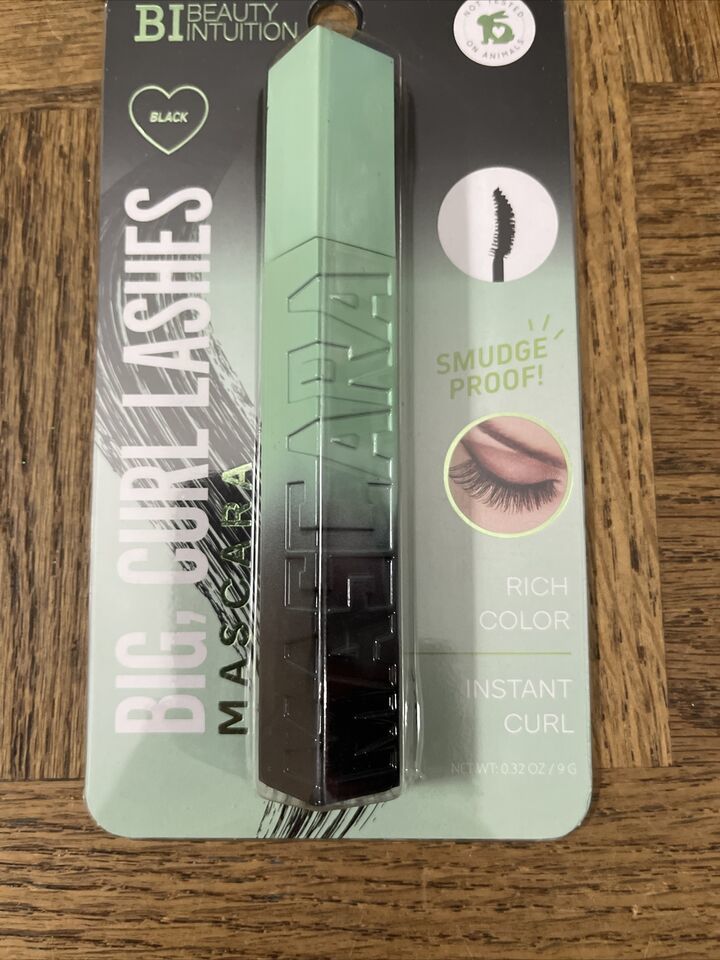 BI BEAUTY
INTUITION
NOT TESTED
ON ANIMALS
BLACK
BIG, CURL LASHES
MASCARA
MASCARA
MASCARA
SMUDGE
PROOF!
RICH
COLOR
INSTANT
CURL
NET WT: 0.32 OZ / 9 G